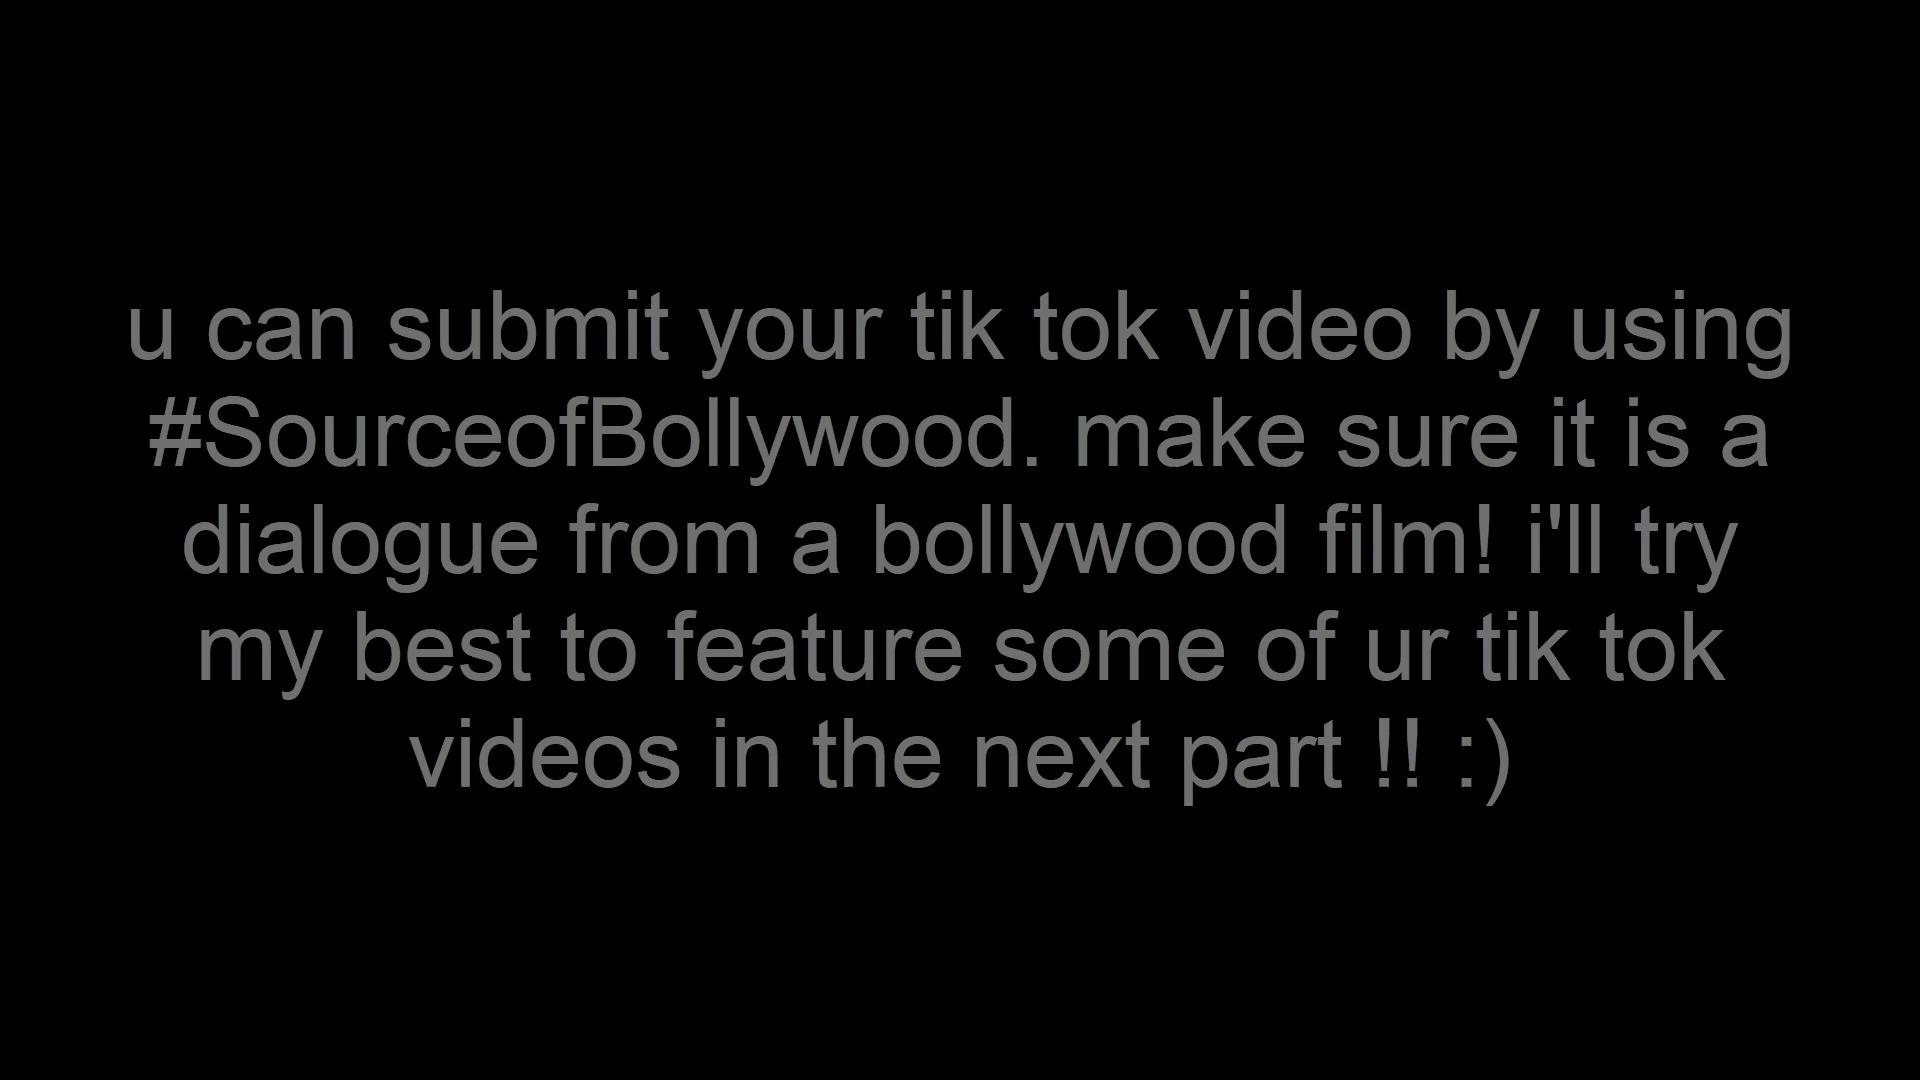 u can submit your tik tok video by using
#SourceofBollywood. make sure it is a
dialogue from a bollywood film! i'll try
my best to feature some of ur tik tok
videos in the next part !! :)